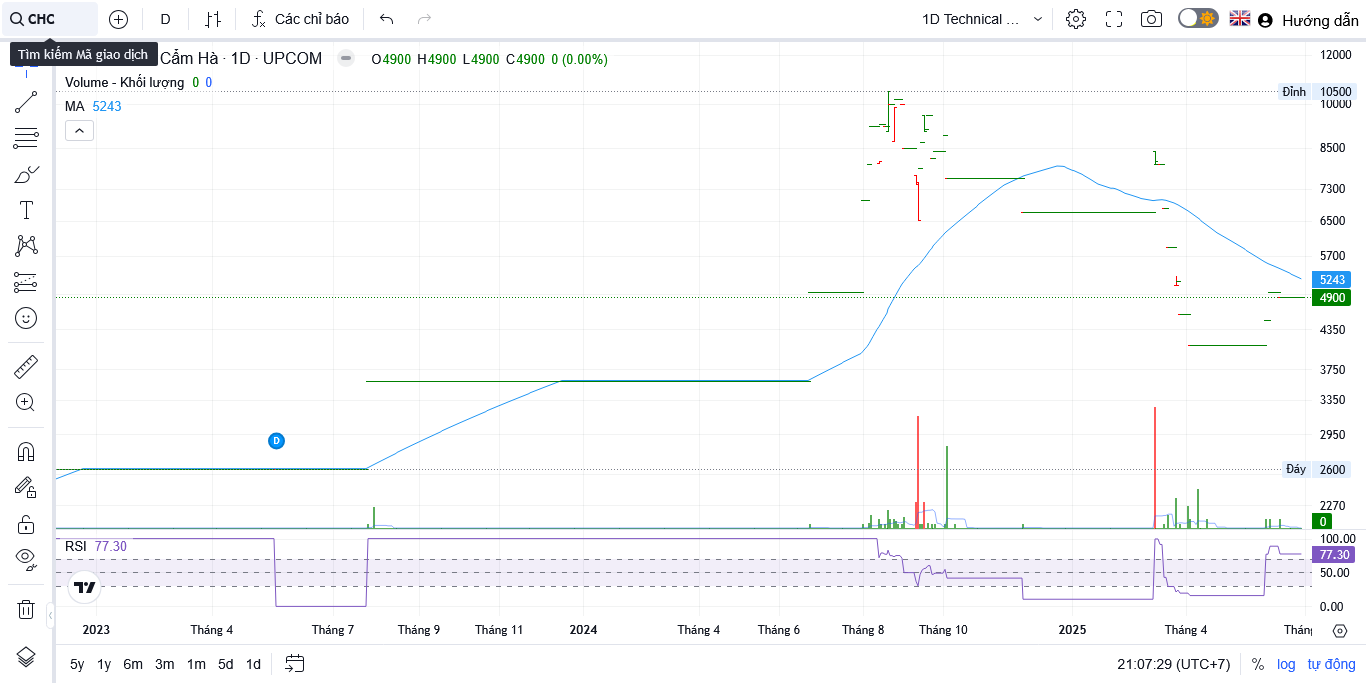 CHC
D
Các chỉ báo
1D Technical ...
Hướng dẫn
Tìm kiếm Mã giao dịch
Cẩm Hà · 1D · UPCOM
O4900 H4900 L4900 C4900 0 (0.00%)
Volume - Khối lượng 0 0
MA 5243
12000
Đỉnh 10500
10000
8500
7300
6500
5700
5243
4900
4350
3750
3350
2950
D
Đáy 2600
2270
0
RSI 77.30
100.00
77.30
50.00
0.00
2023 Tháng 4 Tháng 7 Tháng 9 Tháng 11 2024 Tháng 4 Tháng 6 Tháng 8 Tháng 10 2025 Tháng 4 Thán
5y 1y 6m 3m 1m 5d 1d
21:07:29 (UTC+7) % log tự động